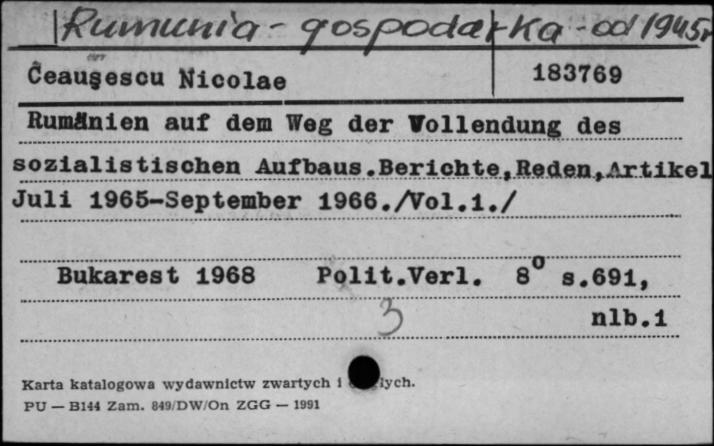 Rumunia - gospodarka - od 1945r
Ceauşescu Nicolae 183769
Rumänien auf dem Weg der Vollendung des
sozialistischen Aufbaus.Berichte,Reden,Artikel
Juli 1965-September 1966./Vol.1./
Bukarest 1968 Polit.Verl. 8° s.691,
3 nlb.1
Karta katalogowa wydawnictw zwartych i
PU — B144 Zam. 849/DW/On ZGG — 1991